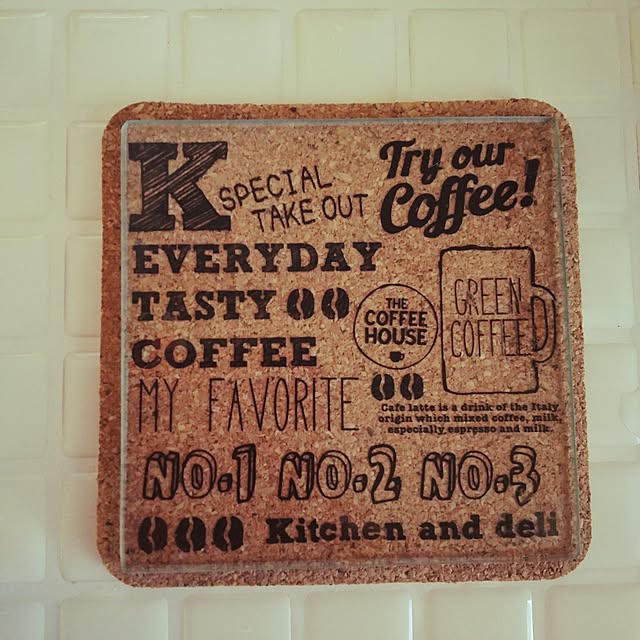 K
SPECIAL
TAKE OUT
Try our
Coffee!
EVERYDAY
TASTY
COFFEE
THE
COFFEE
HOUSE
GREEN
COFFEE
MY FAVORITE
Cafe latte is a drink of the Italy
origin which mixed coffee, milk,
especially espresso and milk.
NO.1 NO.2 NO.3
Kitchen and deli